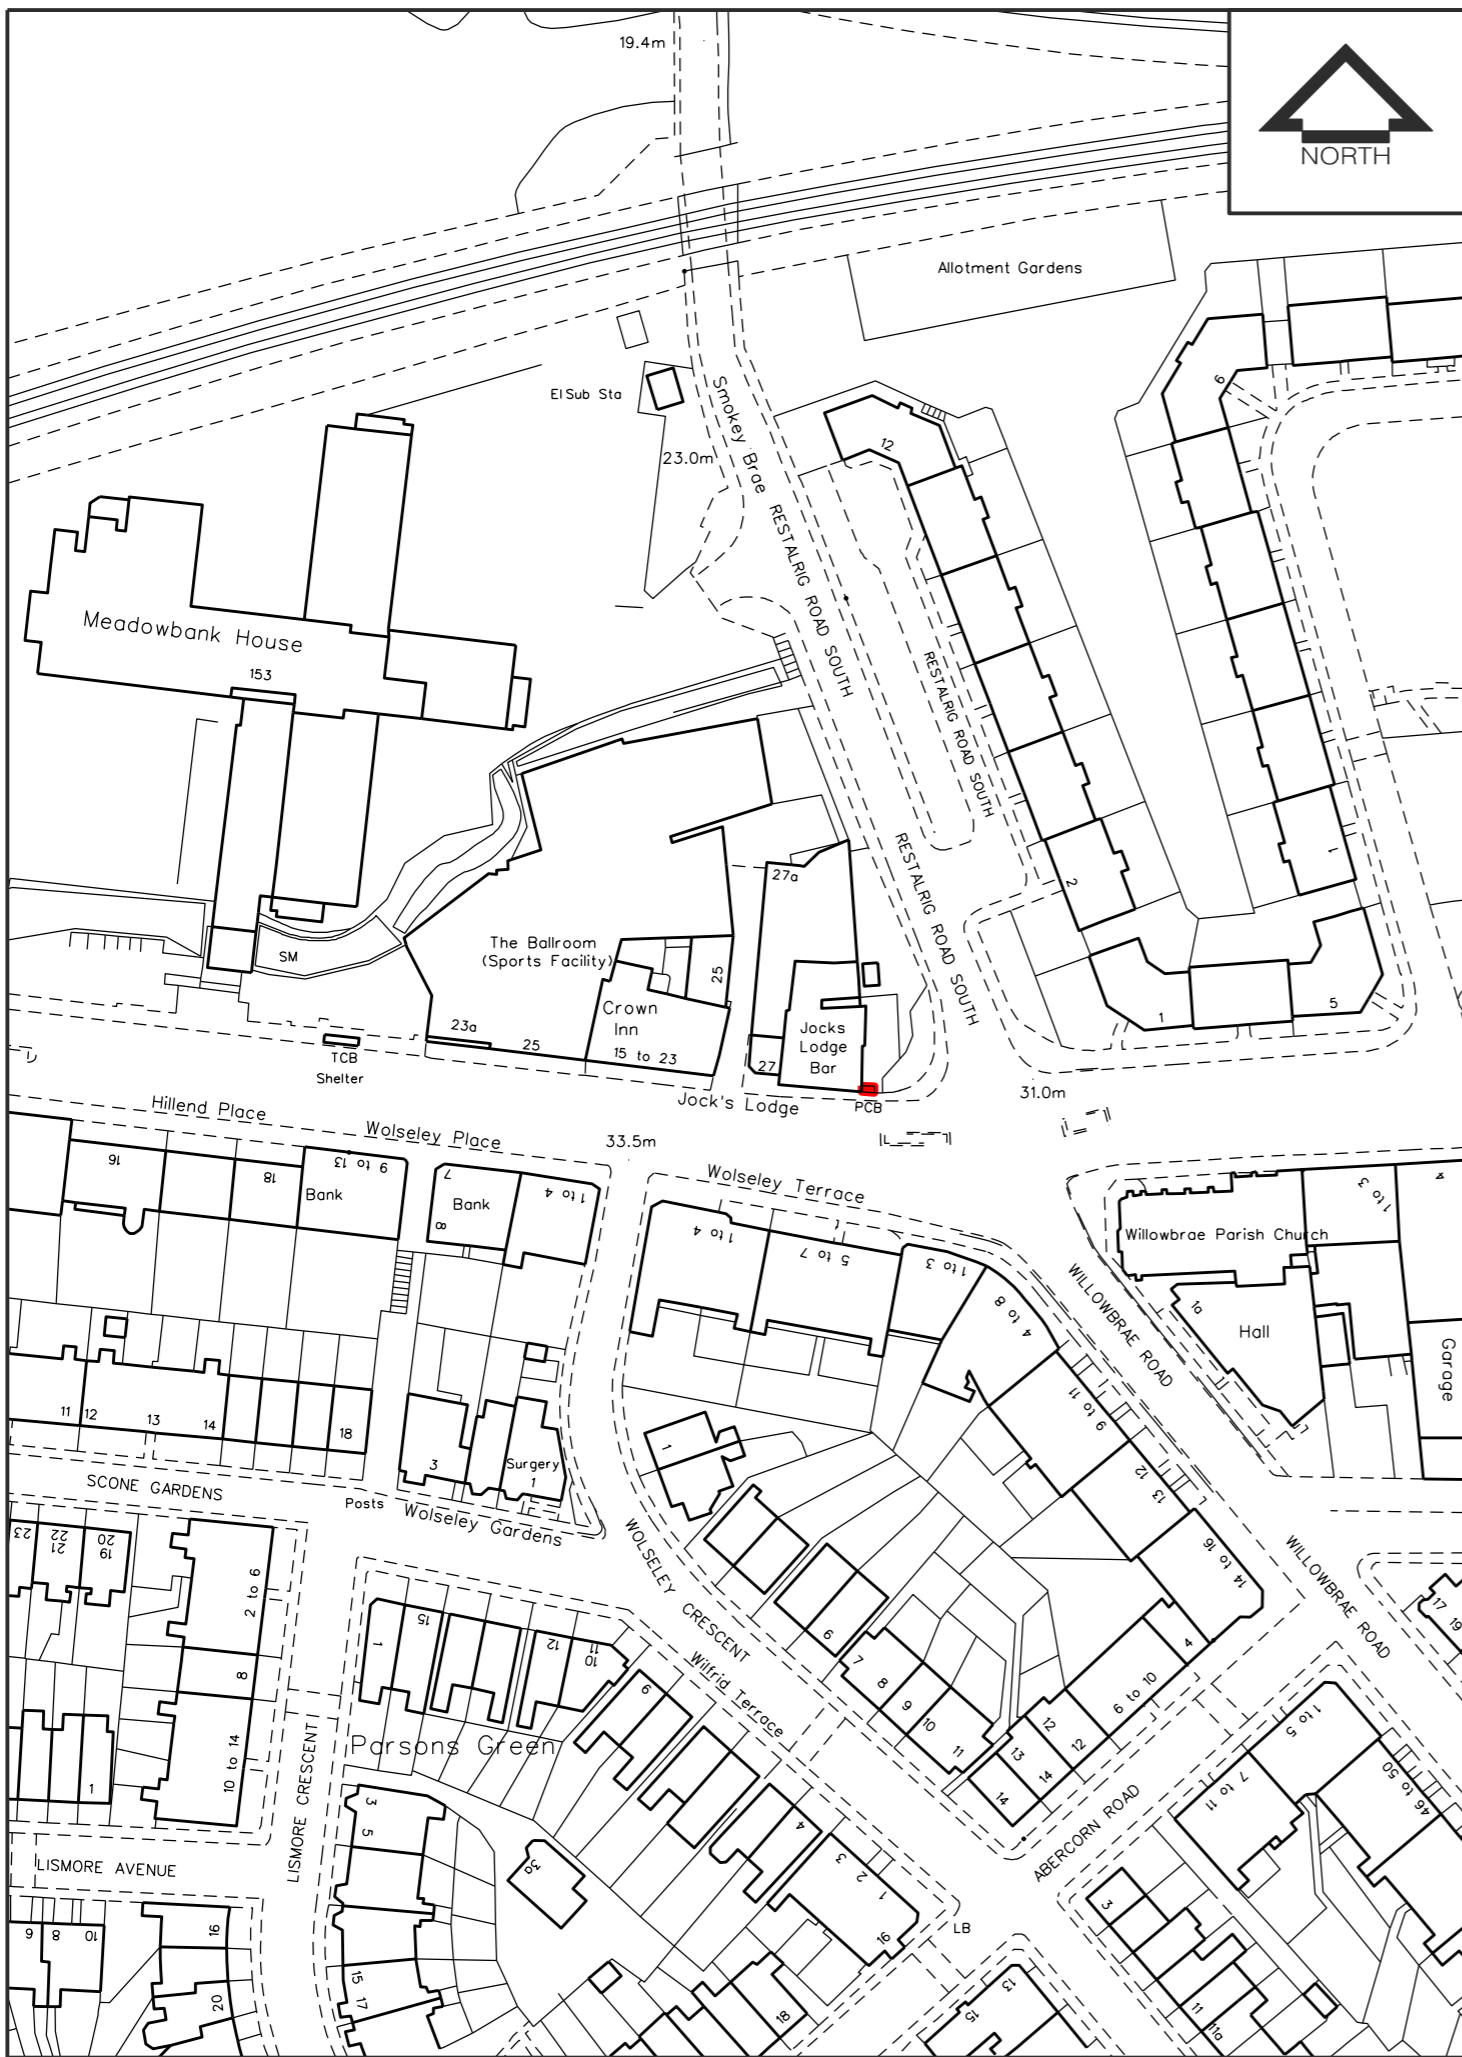 19.4m
NORTH
Allotment Gardens
El Sub Sta
Smokey Brae
23.0m
12
6
RESTALRIG ROAD SOUTH
RESTALRIG ROAD SOUTH
Meadowbank House
153
RESTALRIG ROAD SOUTH
2
1
27a
The Ballroom
(Sports Facility)
SM
25
Crown
Inn
23a
25
15 to 23
Jocks
Lodge
Bar
27
1
5
TCB
Shelter
31.0m
Jock's Lodge
PCB
Hillend Place
Wolseley Place
33.5m
16
18
9 to 13
Bank
7
Bank
8
1 to 4
Wolseley Terrace
1 to 4
5 to 7
1 to 3
4 to 8
Willowbrae Parish Church
1 to 3
4
WILLOWBRAE ROAD
1a
Hall
Garage
11
12
13
14
18
3
Surgery
1
1
9 to 11
12
13
SCONE GARDENS
Posts
Wolseley Gardens
WOLSELEY CRESCENT
14 to 16
WILLOWBRAE ROAD
23
22
21
20
19
2 to 6
8
10 to 14
1
1
15
12
11
10
9
Wilfrid Terrace
6
7
8
9
10
11
12
13
14
14
12
6 to 10
4
17
19
Parsons Green
LISMORE CRESCENT
1 to 5
7 to 11
46 to 50
ABERCORN ROAD
LISMORE AVENUE
3
5
3a
4
3
2
1
16
LB
3
6
8
10
16
20
15
17
18
13
15
11
11a